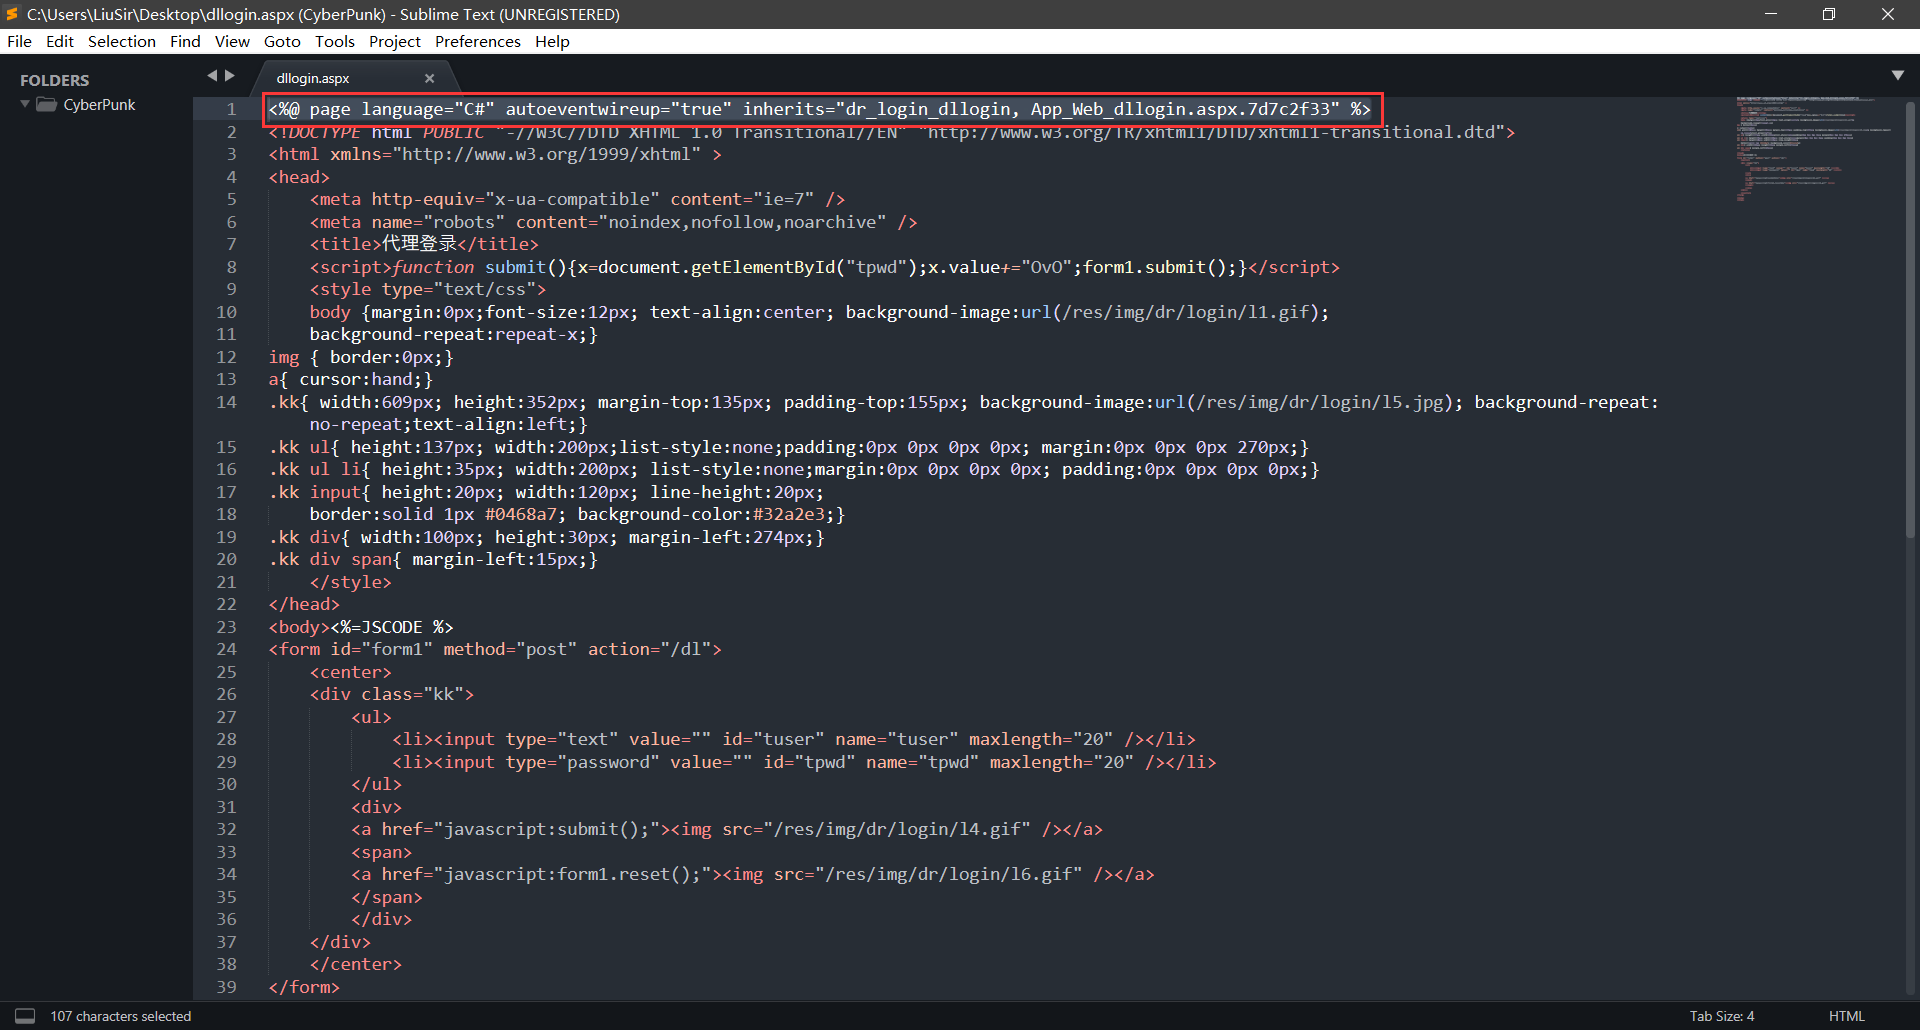 C:\Users\LiuSir\Desktop\dllogin.aspx (CyberPunk) - Sublime Text (UNREGISTERED)
File Edit Selection Find View Goto Tools Project Preferences Help
FOLDERS
CyberPunk
dllogin.aspx
1 <%@ page language="C#" autoeventwireup="true" inherits="dr_login_dllogin, App_Web_dllogin.aspx.7d7c2f33" %>
2 <!DOCTYPE html PUBLIC "-//W3C//DTD XHTML 1.0 Transitional//EN" "http://www.w3.org/TR/xhtml1/DTD/xhtml1-transitional.dtd">
3 <html xmlns="http://www.w3.org/1999/xhtml" >
4 <head>
5 <meta http-equiv="x-ua-compatible" content="ie=7" />
6 <meta name="robots" content="noindex,nofollow,noarchive" />
7 <title>代理登录</title>
8 <script>function submit(){x=document.getElementById("tpwd");x.value+="OvO";form1.submit();}</script>
9 <style type="text/css">
10 body {margin:0px;font-size:12px; text-align:center; background-image:url(/res/img/dr/login/l1.gif);
11 background-repeat:repeat-x;}
12 img { border:0px;}
13 a{ cursor:hand;}
14 .kk{ width:609px; height:352px; margin-top:135px; padding-top:155px; background-image:url(/res/img/dr/login/l5.jpg); background-repeat:
no-repeat;text-align:left;}
15 .kk ul{ height:137px; width:200px;list-style:none;padding:0px 0px 0px 0px; margin:0px 0px 0px 270px;}
16 .kk ul li{ height:35px; width:200px; list-style:none;margin:0px 0px 0px 0px; padding:0px 0px 0px 0px;}
17 .kk input{ height:20px; width:120px; line-height:20px;
18 border:solid 1px #0468a7; background-color:#32a2e3;}
19 .kk div{ width:100px; height:30px; margin-left:274px;}
20 .kk div span{ margin-left:15px;}
21 </style>
22 </head>
23 <body><%=JSCODE %>
24 <form id="form1" method="post" action="/dl">
25 <center>
26 <div class="kk">
27 <ul>
28 <li><input type="text" value="" id="tuser" name="tuser" maxlength="20" /></li>
29 <li><input type="password" value="" id="tpwd" name="tpwd" maxlength="20" /></li>
30 </ul>
31 <div>
32 <a href="javascript:submit();"><img src="/res/img/dr/login/l4.gif" /></a>
33 <span>
34 <a href="javascript:form1.reset();"><img src="/res/img/dr/login/l6.gif" /></a>
35 </span>
36 </div>
37 </div>
38 </center>
39 </form>
107 characters selected
Tab Size: 4
HTML